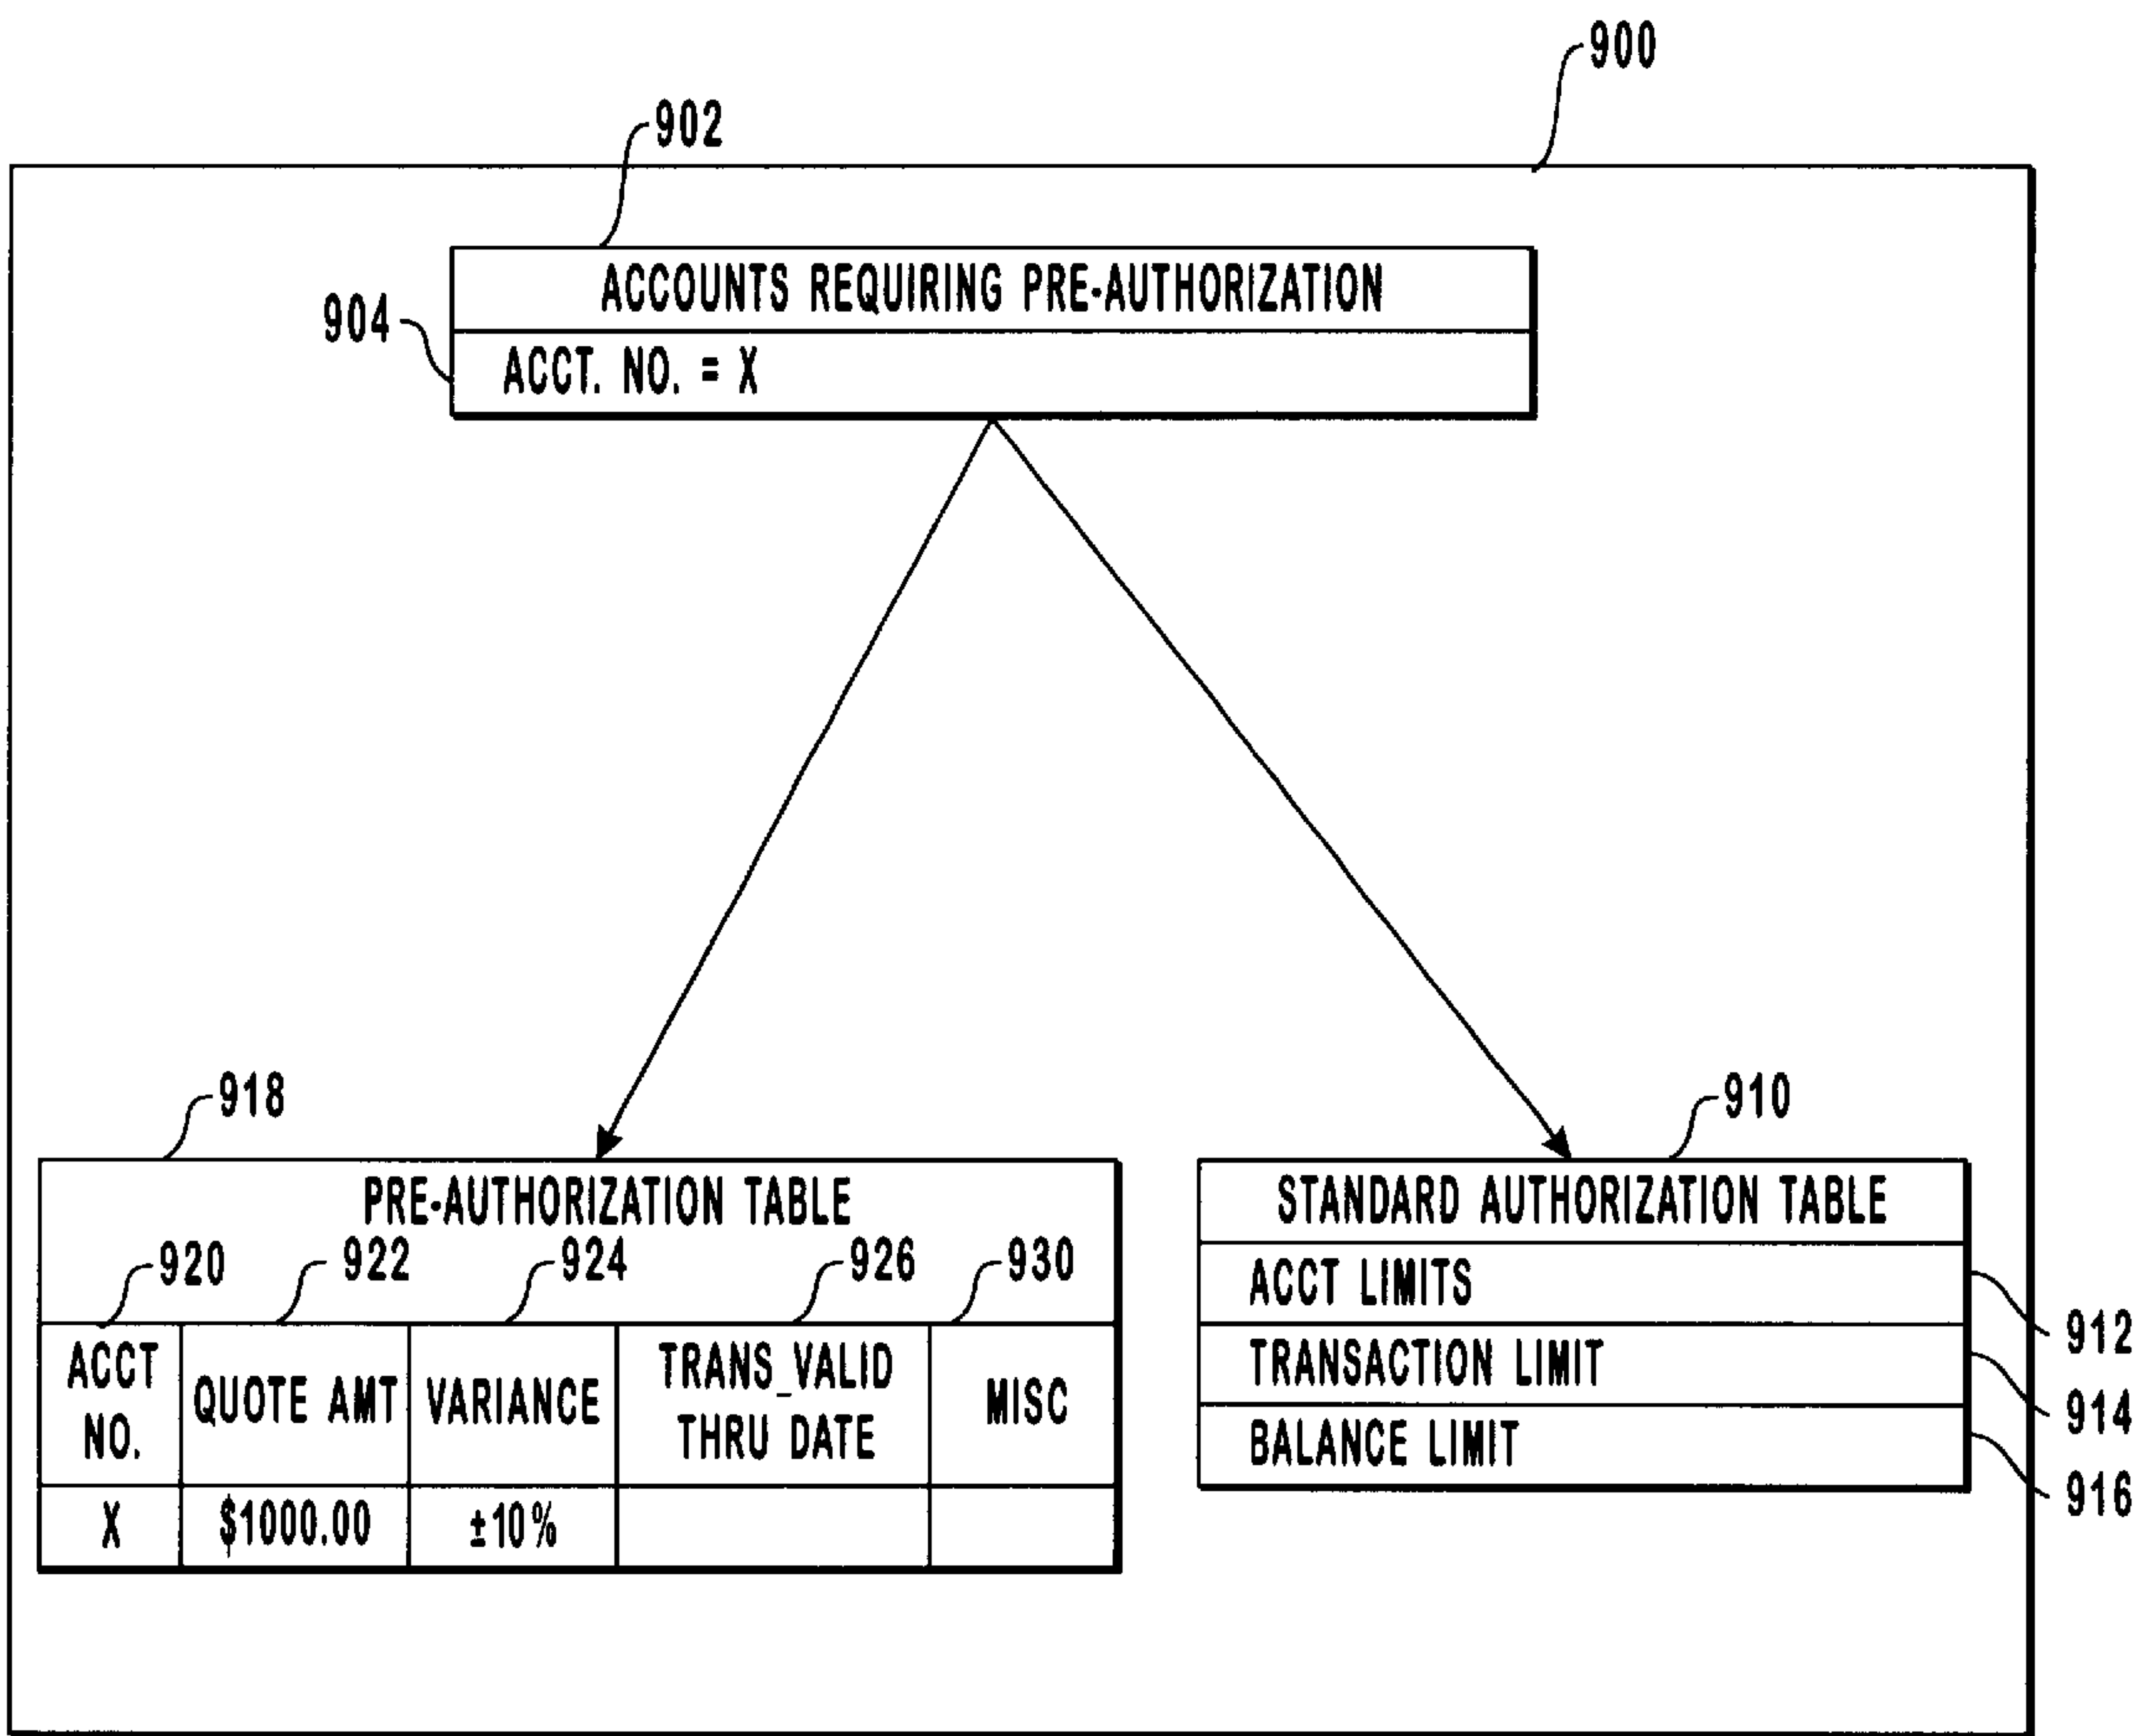 900
902
ACCOUNTS REQUIRING PRE-AUTHORIZATION
904
ACCT. NO. = X
918
PRE-AUTHORIZATION TABLE
920 922 924 926 930
ACCT NO. QUOTE AMT VARIANCE TRANS_VALID THRU DATE MISC
X $1000.00 ±10%
910
STANDARD AUTHORIZATION TABLE
ACCT LIMITS
912
TRANSACTION LIMIT
914
BALANCE LIMIT
916